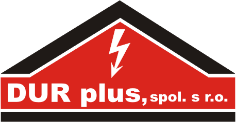 DUR plus, spol. s r.o.